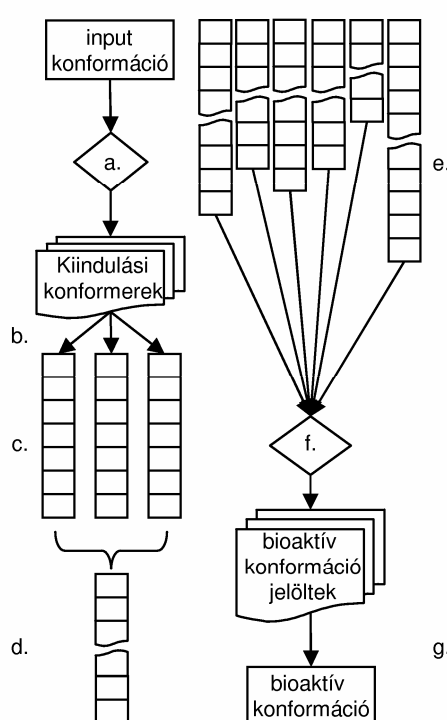 input
konformáció
a.
Kiindulási
konformerek
b.
c.
d.
e.
f.
bioaktív
konformáció
jelöltek
g.
bioaktív
konformáció